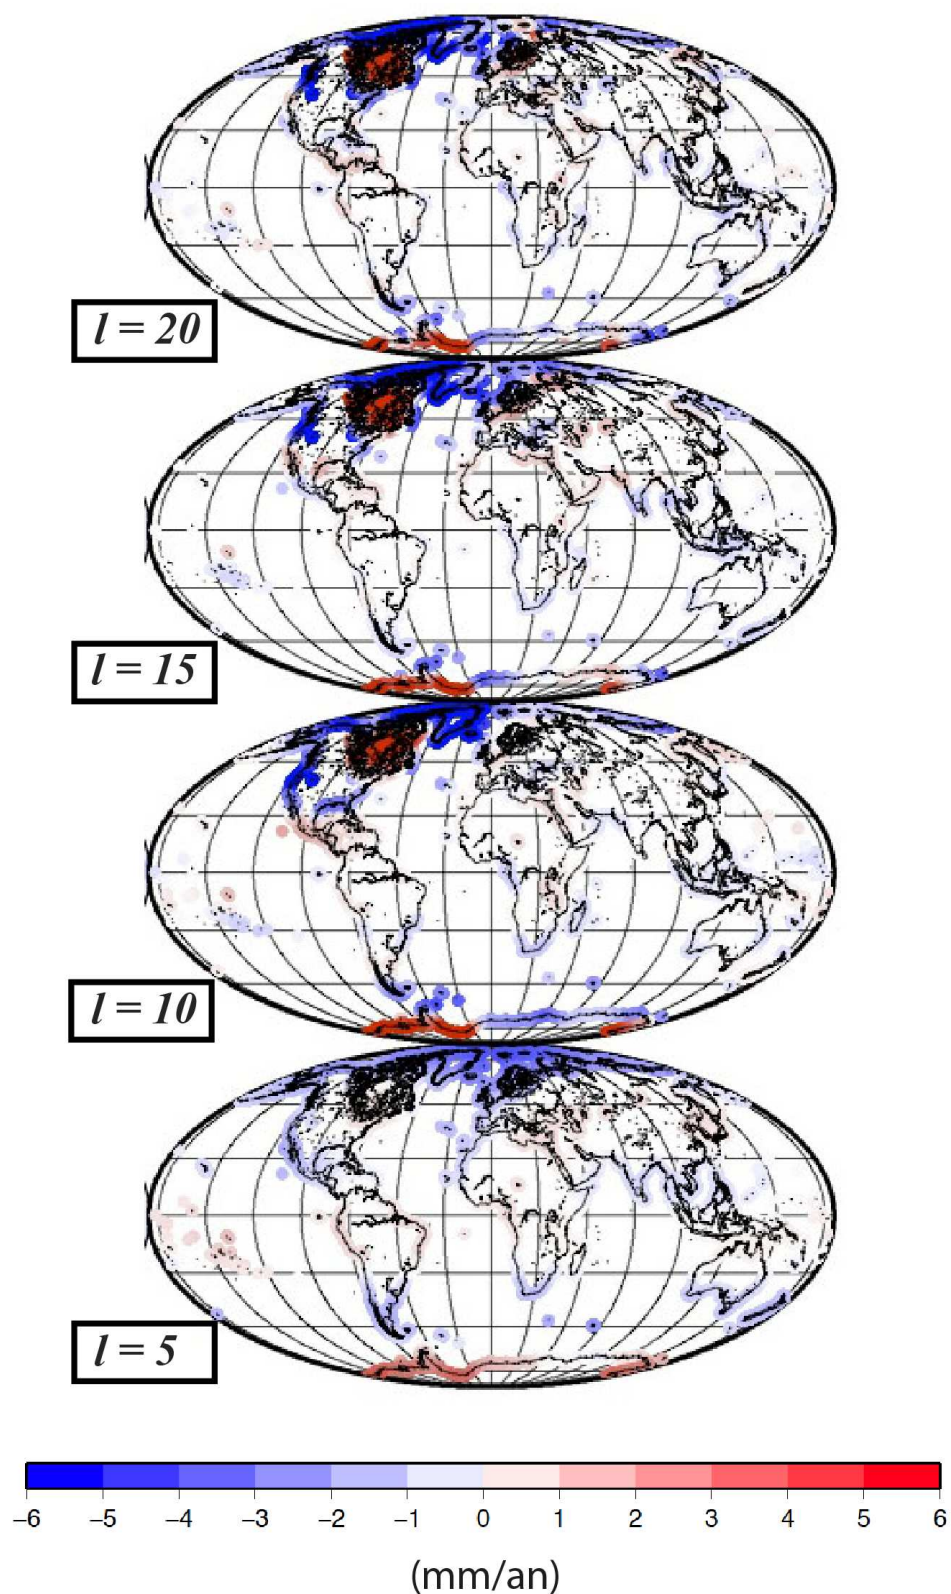 l = 20
l = 15
l = 10
l = 5
−6 −5 −4 −3 −2 −1 0 1 2 3 4 5 6
(mm/an)